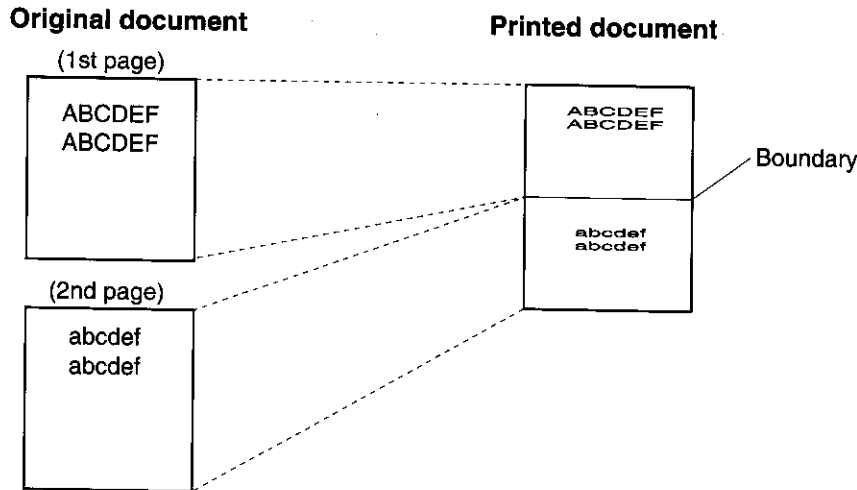 Original document
(1st page)
ABCDEF
ABCDEF
(2nd page)
abcdef
abcdef
Printed document
ABCDEF
ABCDEF
Boundary
abcdef
abcdef